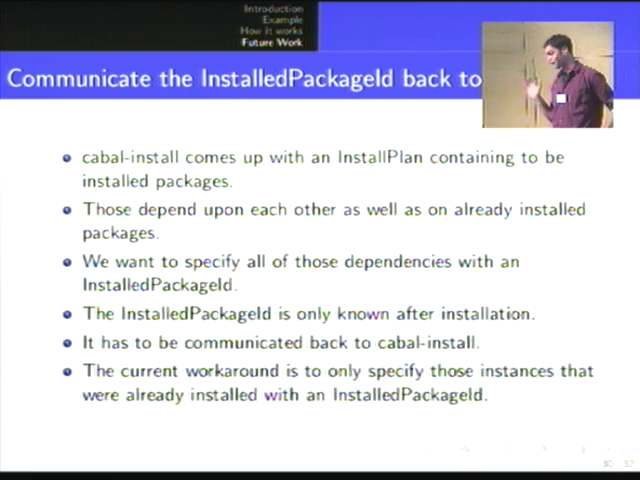 Introduction
Example
How it works
Future Work
Communicate the InstalledPackageId back to
cabal-install comes up with an InstallPlan containing to be
installed packages.
Those depend upon each other as well as on already installed
packages.
We want to specify all of those dependencies with an
InstalledPackageId.
The InstalledPackageId is only known after installation.
It has to be communicated back to cabal-install.
The current workaround is to only specify those instances that
were already installed with an InstalledPackageId.